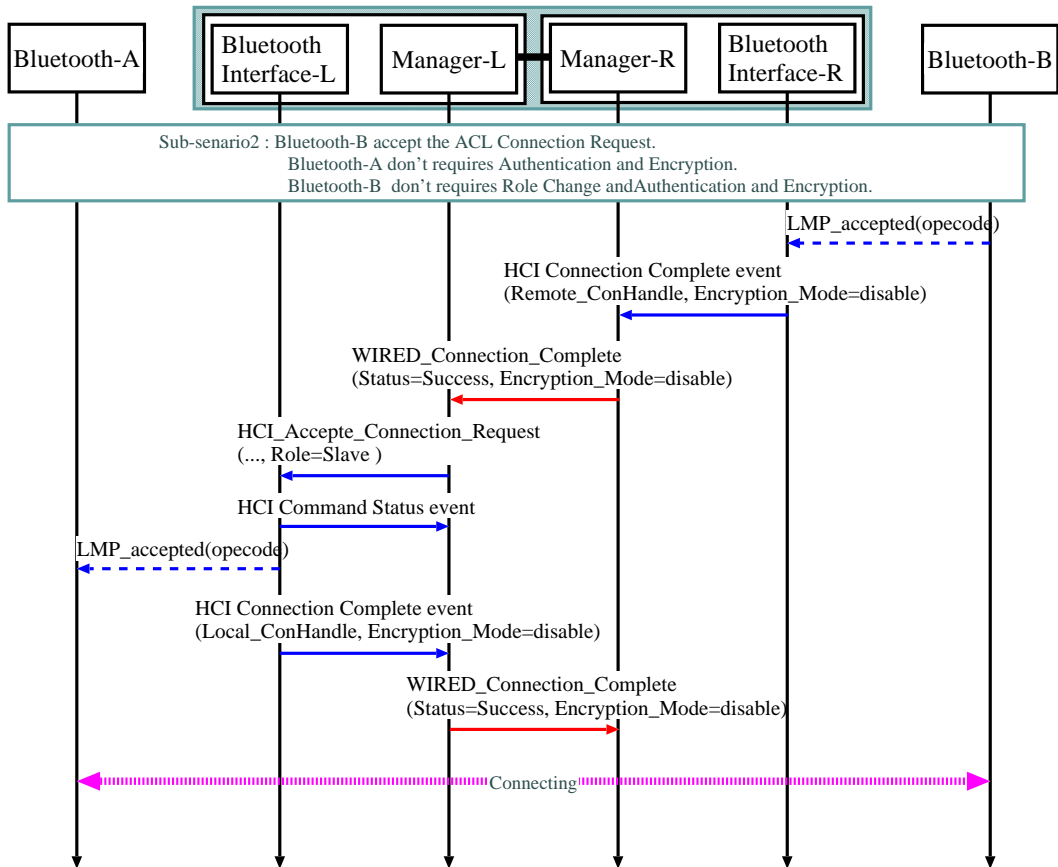 Bluetooth-A
Bluetooth
Interface-L
Manager-L
Manager-R
Bluetooth
Interface-R
Bluetooth-B
Sub-senario2 : Bluetooth-B accept the ACL Connection Request.
Bluetooth-A don't requires Authentication and Encryption.
Bluetooth-B don't requires Role Change andAuthentication and Encryption.
LMP_accepted(opecode)
HCI Connection Complete event
(Remote_ConHandle, Encryption_Mode=disable)
WIRED_Connection_Complete
(Status=Success, Encryption_Mode=disable)
HCI_Accepte_Connection_Request
(..., Role=Slave )
HCI Command Status event
LMP_accepted(opecode)
HCI Connection Complete event
(Local_ConHandle, Encryption_Mode=disable)
WIRED_Connection_Complete
(Status=Success, Encryption_Mode=disable)
Connecting